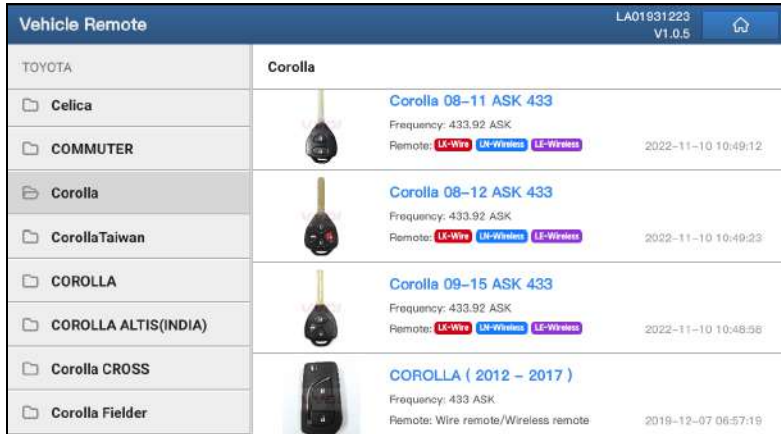 Vehicle Remote
LA01931223
V1.0.5
TOYOTA
Celica
COMMUTER
Corolla
CorollaTaiwan
COROLLA
COROLLA ALTIS(INDIA)
Corolla CROSS
Corolla Fielder
Corolla
Corolla 08-11 ASK 433
Frequency: 433.92 ASK
Remote: LK-Wire LN-Wireless LE-Wireless
2022-11-10 10:49:12
Corolla 08-12 ASK 433
Frequency: 433.92 ASK
Remote: LK-Wire LN-Wireless LE-Wireless
2022-11-10 10:49:23
Corolla 09-15 ASK 433
Frequency: 433.92 ASK
Remote: LK-Wire LN-Wireless LE-Wireless
2022-11-10 10:48:58
COROLLA ( 2012 - 2017 )
Frequency: 433 ASK
Remote: Wire remote/Wireless remote
2019-12-07 06:57:19